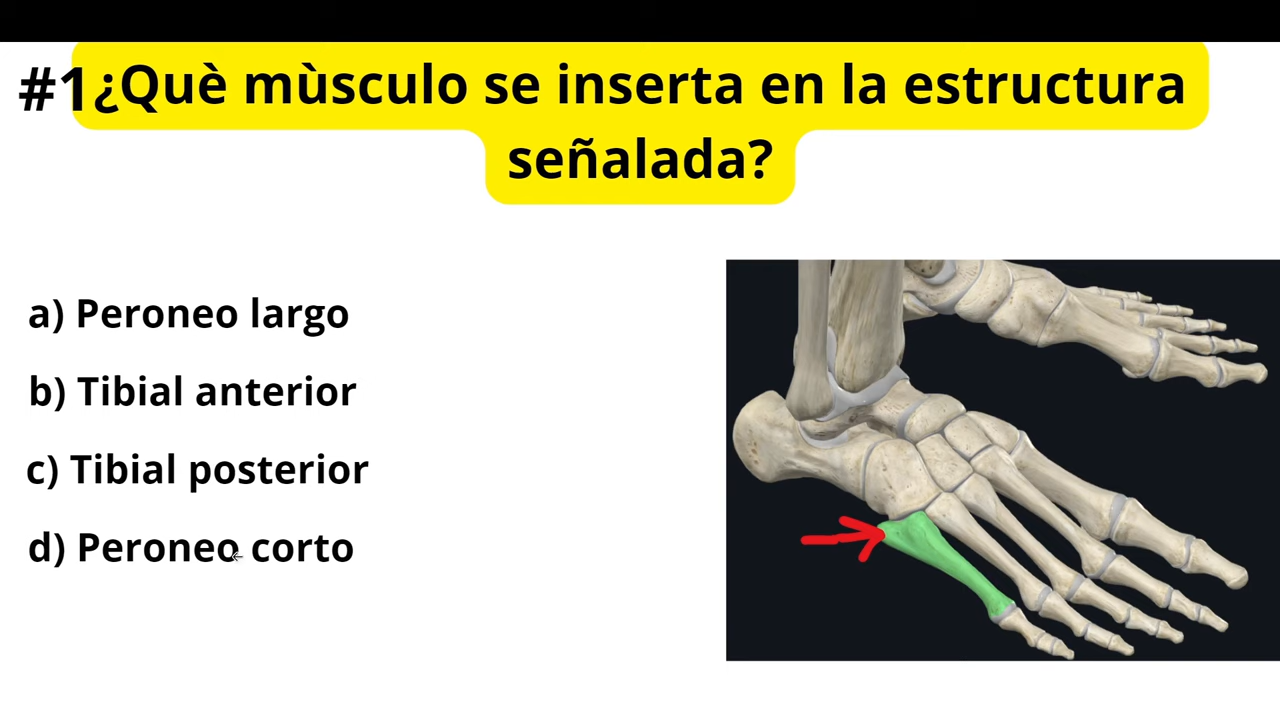 #1¿Què mùsculo se inserta en la estructura
señalada?
a) Peroneo largo
b) Tibial anterior
c) Tibial posterior
d) Peroneo corto